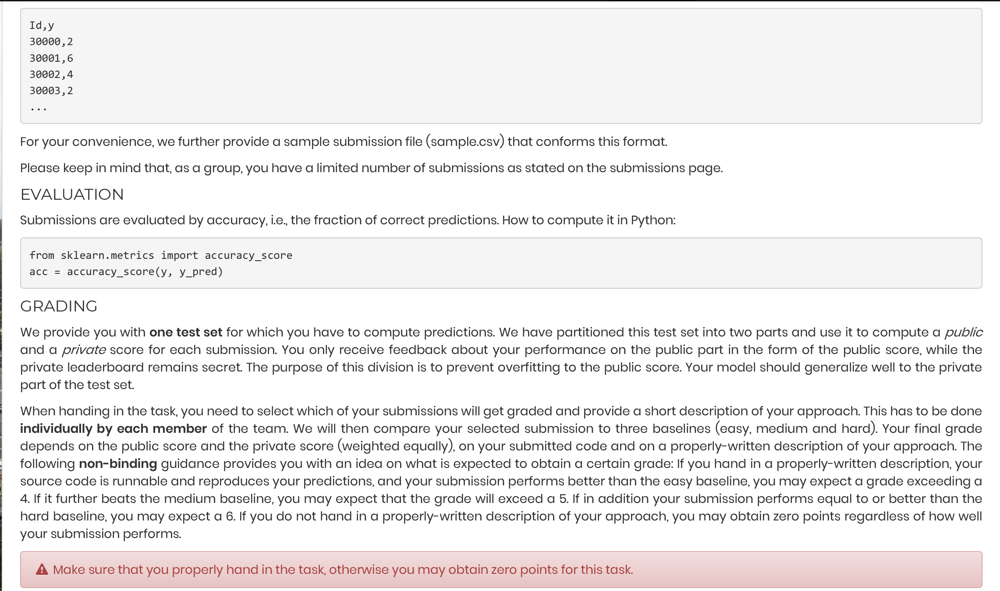 Id,y
30000,2
30001,6
30002,4
30003,2
...
For your convenience, we further provide a sample submission file (sample.csv) that conforms this format.
Please keep in mind that, as a group, you have a limited number of submissions as stated on the submissions page.
EVALUATION
Submissions are evaluated by accuracy, i.e., the fraction of correct predictions. How to compute it in Python:
from sklearn.metrics import accuracy_score
acc = accuracy_score(y, y_pred)
GRADING
We provide you with one test set for which you have to compute predictions. We have partitioned this test set into two parts and use it to compute a public
and a private score for each submission. You only receive feedback about your performance on the public part in the form of the public score, while the
private leaderboard remains secret. The purpose of this division is to prevent overfitting to the public score. Your model should generalize well to the private
part of the test set.
When handing in the task, you need to select which of your submissions will get graded and provide a short description of your approach. This has to be done
individually by each member of the team. We will then compare your selected submission to three baselines (easy, medium and hard). Your final grade
depends on the public score and the private score (weighted equally), on your submitted code and on a properly-written description of your approach. The
following non-binding guidance provides you with an idea on what is expected to obtain a certain grade: If you hand in a properly-written description, your
source code is runnable and reproduces your predictions, and your submission performs better than the easy baseline, you may expect a grade exceeding a
4. If it further beats the medium baseline, you may expect that the grade will exceed a 5. If in addition your submission performs equal to or better than the
hard baseline, you may expect a 6. If you do not hand in a properly-written description of your approach, you may obtain zero points regardless of how well
your submission performs.
Make sure that you properly hand in the task, otherwise you may obtain zero points for this task.